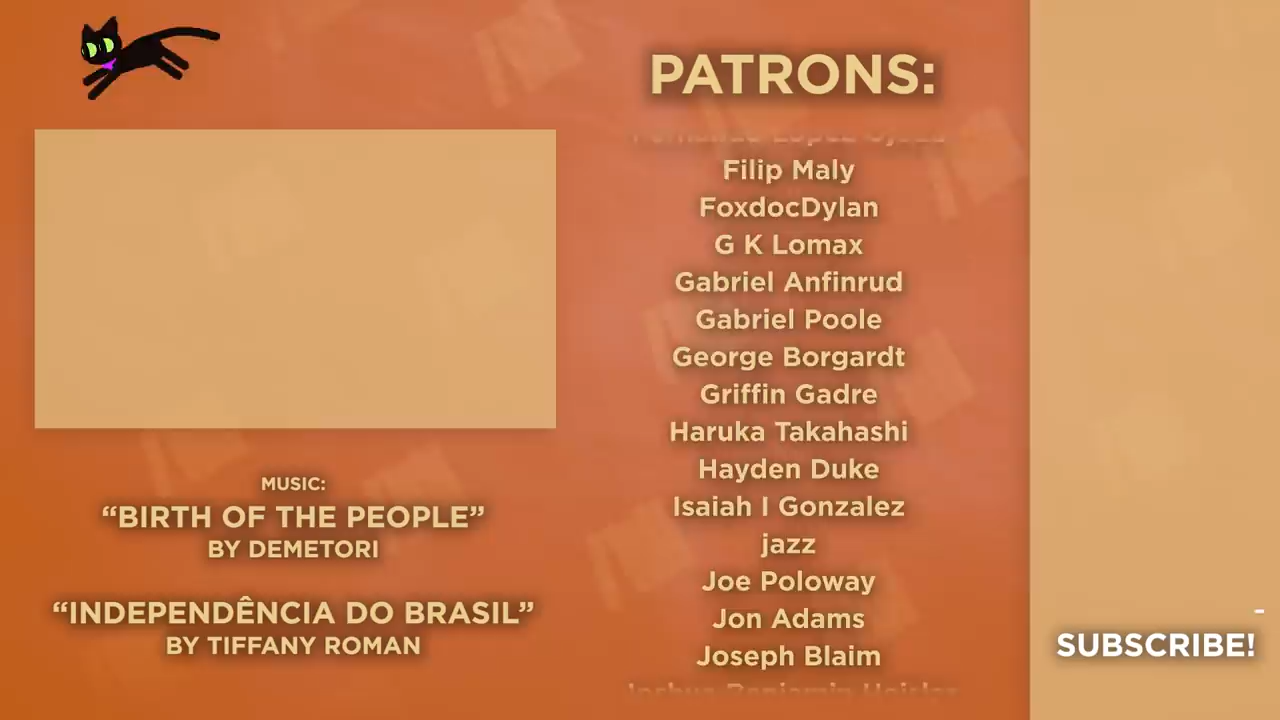 PATRONS:
Filip Maly
FoxdocDylan
G K Lomax
Gabriel Anfinrud
Gabriel Poole
George Borgardt
Griffin Gadre
Haruka Takahashi
Hayden Duke
Isaiah I Gonzalez
jazz
Joe Poloway
Jon Adams
Joseph Blaim
MUSIC:
“BIRTH OF THE PEOPLE”
BY DEMETORI
“INDEPENDÊNCIA DO BRASIL”
BY TIFFANY ROMAN
SUBSCRIBE!